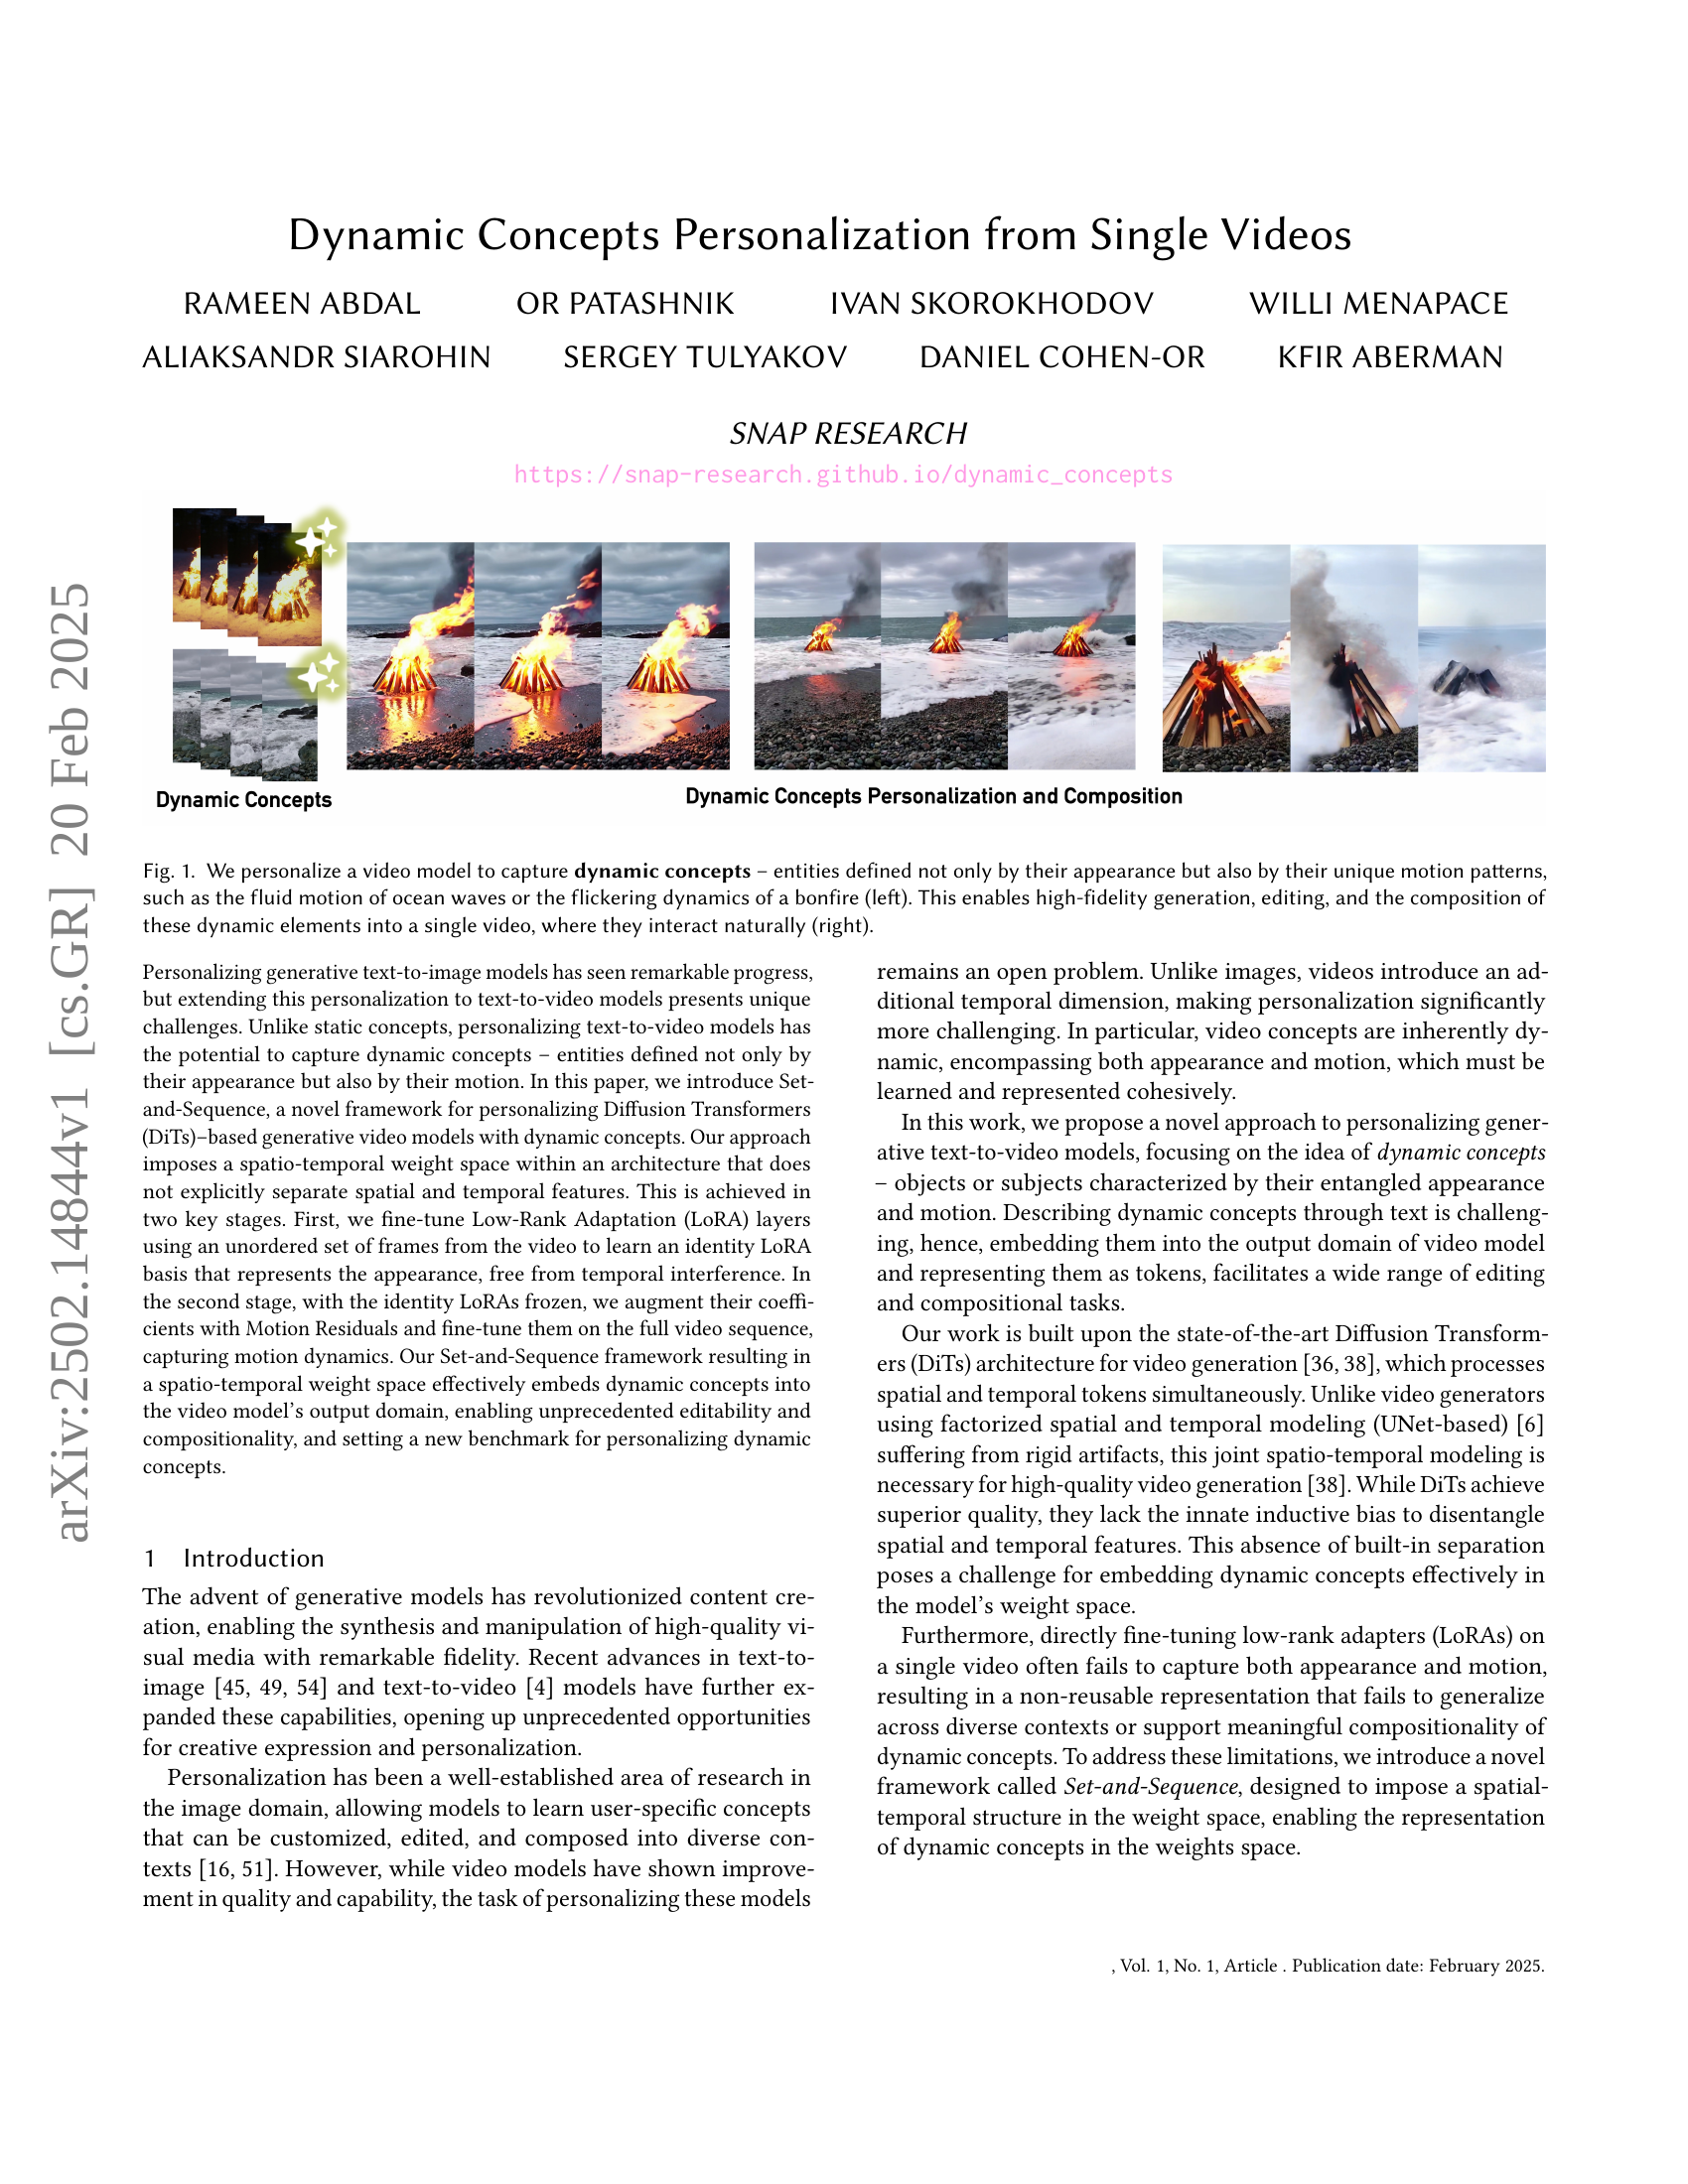 Dynamic Concepts Personalization from Single Videos
RAMEEN ABDAL OR PATASHNIK IVAN SKOROKHODOV WILLI MENAPACE
ALIAKSANDR SIAROHIN SERGEY TULYAKOV DANIEL COHEN-OR KFIR ABERMAN
SNAP RESEARCH
https://snap-research.github.io/dynamic_concepts
Dynamic Concepts
Dynamic Concepts Personalization and Composition
Fig. 1. We personalize a video model to capture dynamic concepts – entities defined not only by their appearance but also by their unique motion patterns,
such as the fluid motion of ocean waves or the flickering dynamics of a bonfire (left). This enables high-fidelity generation, editing, and the composition of
these dynamic elements into a single video, where they interact naturally (right).
Personalizing generative text-to-image models has seen remarkable progress,
but extending this personalization to text-to-video models presents unique
challenges. Unlike static concepts, personalizing text-to-video models has
the potential to capture dynamic concepts – entities defined not only by
their appearance but also by their motion. In this paper, we introduce Set-
and-Sequence, a novel framework for personalizing Diffusion Transformers
(DiTs)–based generative video models with dynamic concepts. Our approach
imposes a spatio-temporal weight space within an architecture that does
not explicitly separate spatial and temporal features. This is achieved in
two key stages. First, we fine-tune Low-Rank Adaptation (LoRA) layers
using an unordered set of frames from the video to learn an identity LoRA
basis that represents the appearance, free from temporal interference. In
the second stage, with the identity LoRAs frozen, we augment their coeffi-
cients with Motion Residuals and fine-tune them on the full video sequence,
capturing motion dynamics. Our Set-and-Sequence framework resulting in
a spatio-temporal weight space effectively embeds dynamic concepts into
the video model's output domain, enabling unprecedented editability and
compositionality, and setting a new benchmark for personalizing dynamic
concepts.
1 Introduction
The advent of generative models has revolutionized content cre-
ation, enabling the synthesis and manipulation of high-quality vi-
sual media with remarkable fidelity. Recent advances in text-to-
image [45, 49, 54] and text-to-video [4] models have further ex-
panded these capabilities, opening up unprecedented opportunities
for creative expression and personalization.
Personalization has been a well-established area of research in
the image domain, allowing models to learn user-specific concepts
that can be customized, edited, and composed into diverse con-
texts [16, 51]. However, while video models have shown improve-
ment in quality and capability, the task of personalizing these models
remains an open problem. Unlike images, videos introduce an ad-
ditional temporal dimension, making personalization significantly
more challenging. In particular, video concepts are inherently dy-
namic, encompassing both appearance and motion, which must be
learned and represented cohesively.
In this work, we propose a novel approach to personalizing gener-
ative text-to-video models, focusing on the idea of dynamic concepts
– objects or subjects characterized by their entangled appearance
and motion. Describing dynamic concepts through text is challeng-
ing, hence, embedding them into the output domain of video model
and representing them as tokens, facilitates a wide range of editing
and compositional tasks.
Our work is built upon the state-of-the-art Diffusion Transform-
ers (DiTs) architecture for video generation [36, 38], which processes
spatial and temporal tokens simultaneously. Unlike video generators
using factorized spatial and temporal modeling (UNet-based) [6]
suffering from rigid artifacts, this joint spatio-temporal modeling is
necessary for high-quality video generation [38]. While DiTs achieve
superior quality, they lack the innate inductive bias to disentangle
spatial and temporal features. This absence of built-in separation
poses a challenge for embedding dynamic concepts effectively in
the model's weight space.
Furthermore, directly fine-tuning low-rank adapters (LoRAs) on
a single video often fails to capture both appearance and motion,
resulting in a non-reusable representation that fails to generalize
across diverse contexts or support meaningful compositionality of
dynamic concepts. To address these limitations, we introduce a novel
framework called Set-and-Sequence, designed to impose a spatial-
temporal structure in the weight space, enabling the representation
of dynamic concepts in the weights space.
, Vol. 1, No. 1, Article . Publication date: February 2025.
arXiv:2502.14844v1 [cs.GR] 20 Feb 2025